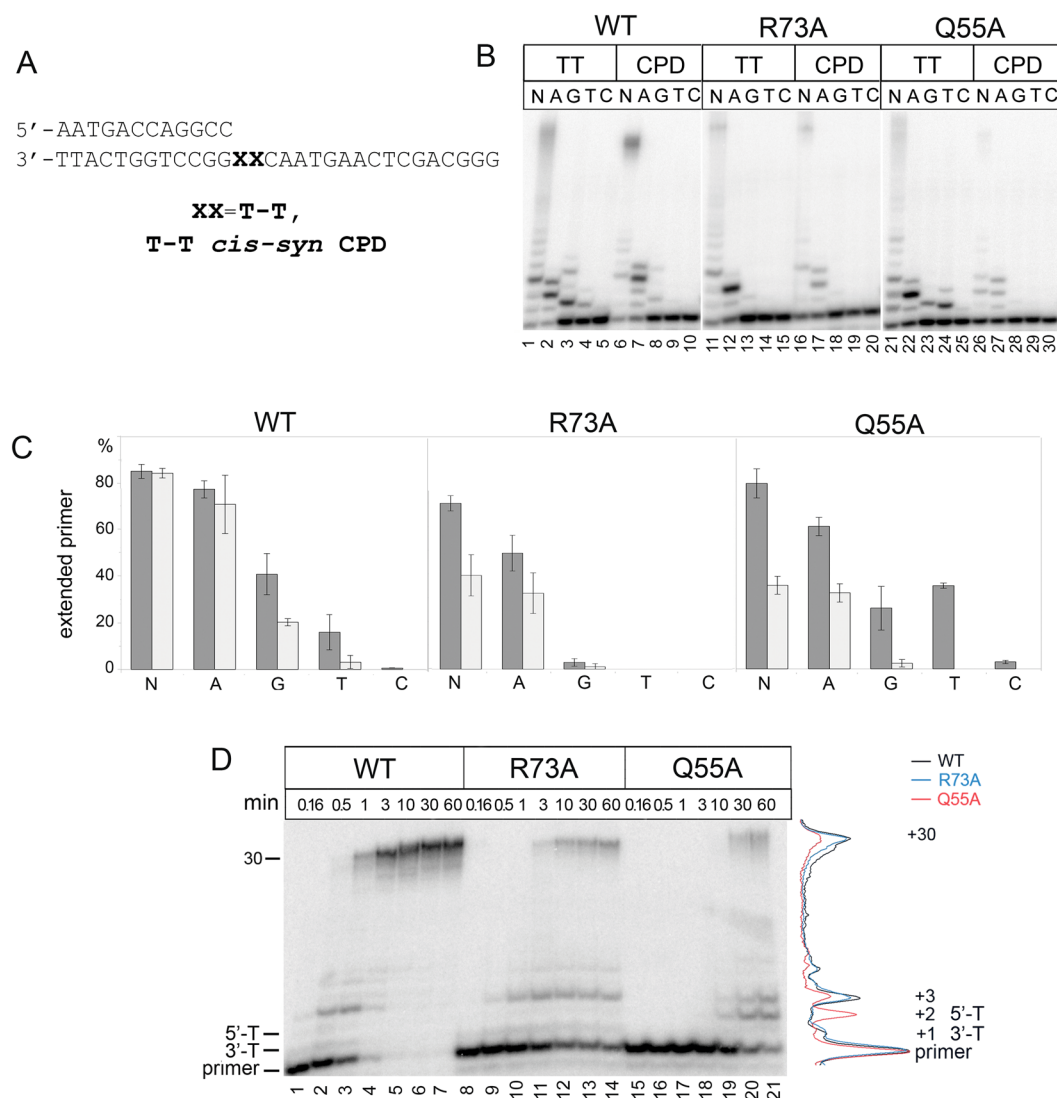 A
5′-AATGACCAGGCC
3′-TTACTGGTCCGGXXCAATGAACTCGACGGG
XX=T-T,
T-T cis-syn CPD
B
WT R73A Q55A
TT CPD TT CPD TT CPD
N A G T C N A G T C N A G T C N A G T C N A G T C N A G T C
1 2 3 4 5 6 7 8 9 10 11 12 13 14 15 16 17 18 19 20 21 22 23 24 25 26 27 28 29 30
C
WT R73A Q55A
%
80
60
40
20
0
extended primer
N A G T C N A G T C N A G T C
D
WT R73A Q55A
min 0.16 0.5 1 3 10 30 60 0.16 0.5 1 3 10 30 60 0.16 0.5 1 3 10 30 60
30
5′-T
3′-T
primer
1 2 3 4 5 6 7 8 9 10 11 12 13 14 15 16 17 18 19 20 21
WT
R73A
Q55A
+30
+3
+2 5′-T
+1 3′-T
primer